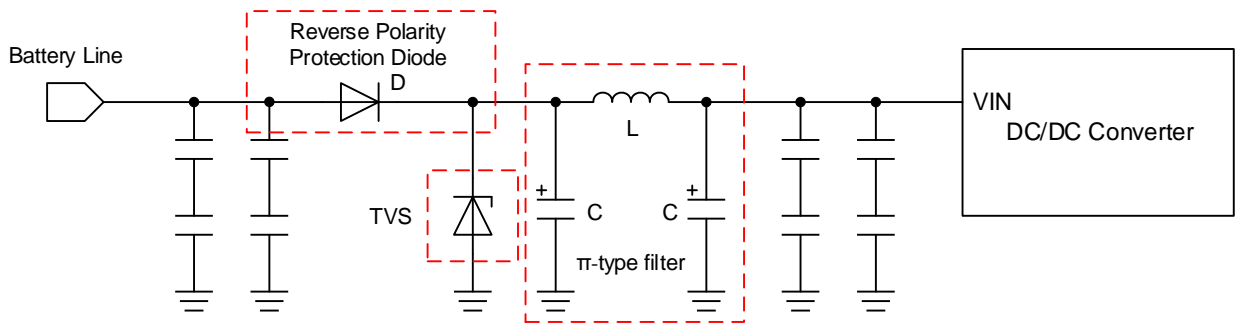 Reverse Polarity
Protection Diode
D
Battery Line
VIN
DC/DC Converter
L
+
C
+
C
TVS
π-type filter